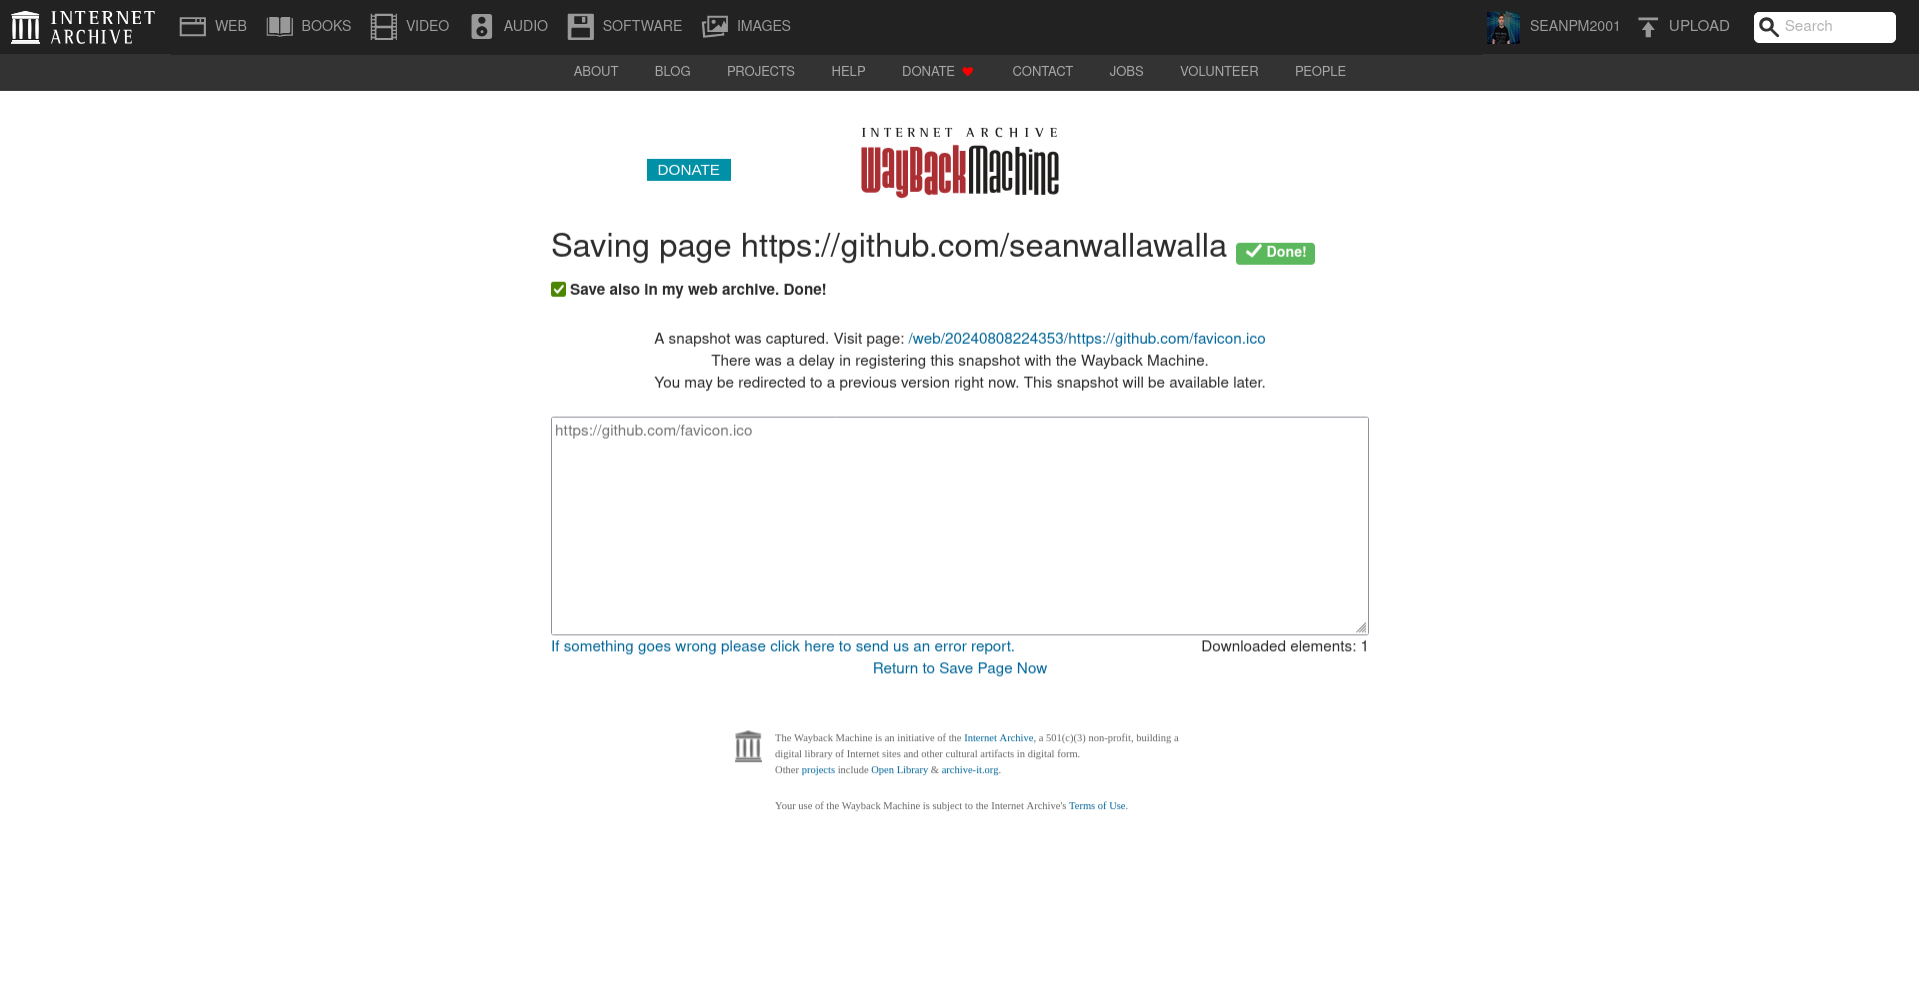 INTERNET ARCHIVE
WEB
BOOKS
VIDEO
AUDIO
SOFTWARE
IMAGES
SEANPM2001
UPLOAD
Search
ABOUT
BLOG
PROJECTS
HELP
DONATE
CONTACT
JOBS
VOLUNTEER
PEOPLE
INTERNET ARCHIVE
WayBackMachine
DONATE
Saving page https://github.com/seanwallawalla Done!
Save also in my web archive. Done!
A snapshot was captured. Visit page: /web/20240808224353/https://github.com/favicon.ico
There was a delay in registering this snapshot with the Wayback Machine.
You may be redirected to a previous version right now. This snapshot will be available later.
https://github.com/favicon.ico
If something goes wrong please click here to send us an error report.
Downloaded elements: 1
Return to Save Page Now
The Wayback Machine is an initiative of the Internet Archive, a 501(c)(3) non-profit, building a
digital library of Internet sites and other cultural artifacts in digital form.
Other projects include Open Library & archive-it.org.
Your use of the Wayback Machine is subject to the Internet Archive's Terms of Use.